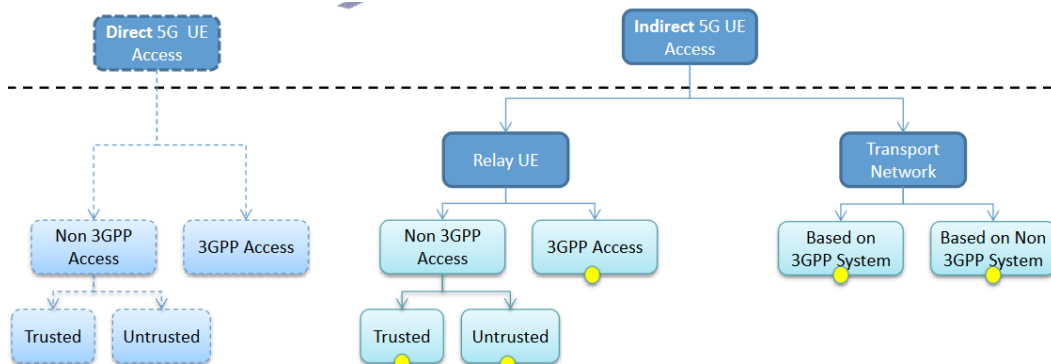 Direct 5G UE
Access
Indirect 5G UE
Access
Relay UE
Transport
Network
Non 3GPP
Access
3GPP Access
Non 3GPP
Access
3GPP Access
Based on
3GPP System
Based on Non
3GPP System
Trusted
Untrusted
Trusted
Untrusted